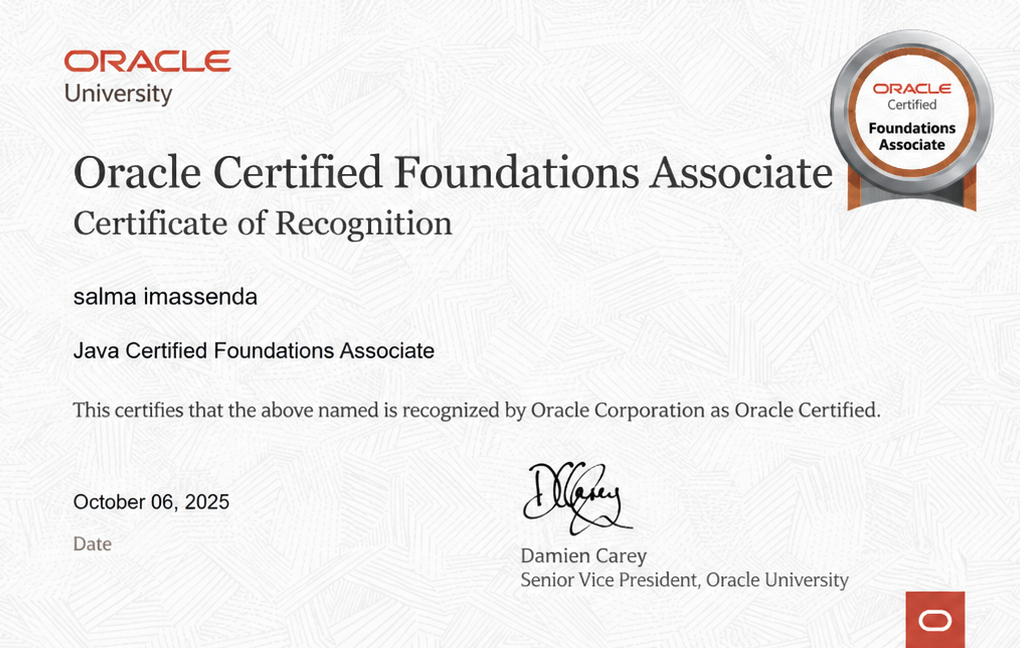 ORACLE
University
ORACLE
Certified
Foundations
Associate
Oracle Certified Foundations Associate
Certificate of Recognition
salma imassenda
Java Certified Foundations Associate
This certifies that the above named is recognized by Oracle Corporation as Oracle Certified.
October 06, 2025
Date
DCarey
Damien Carey
Senior Vice President, Oracle University